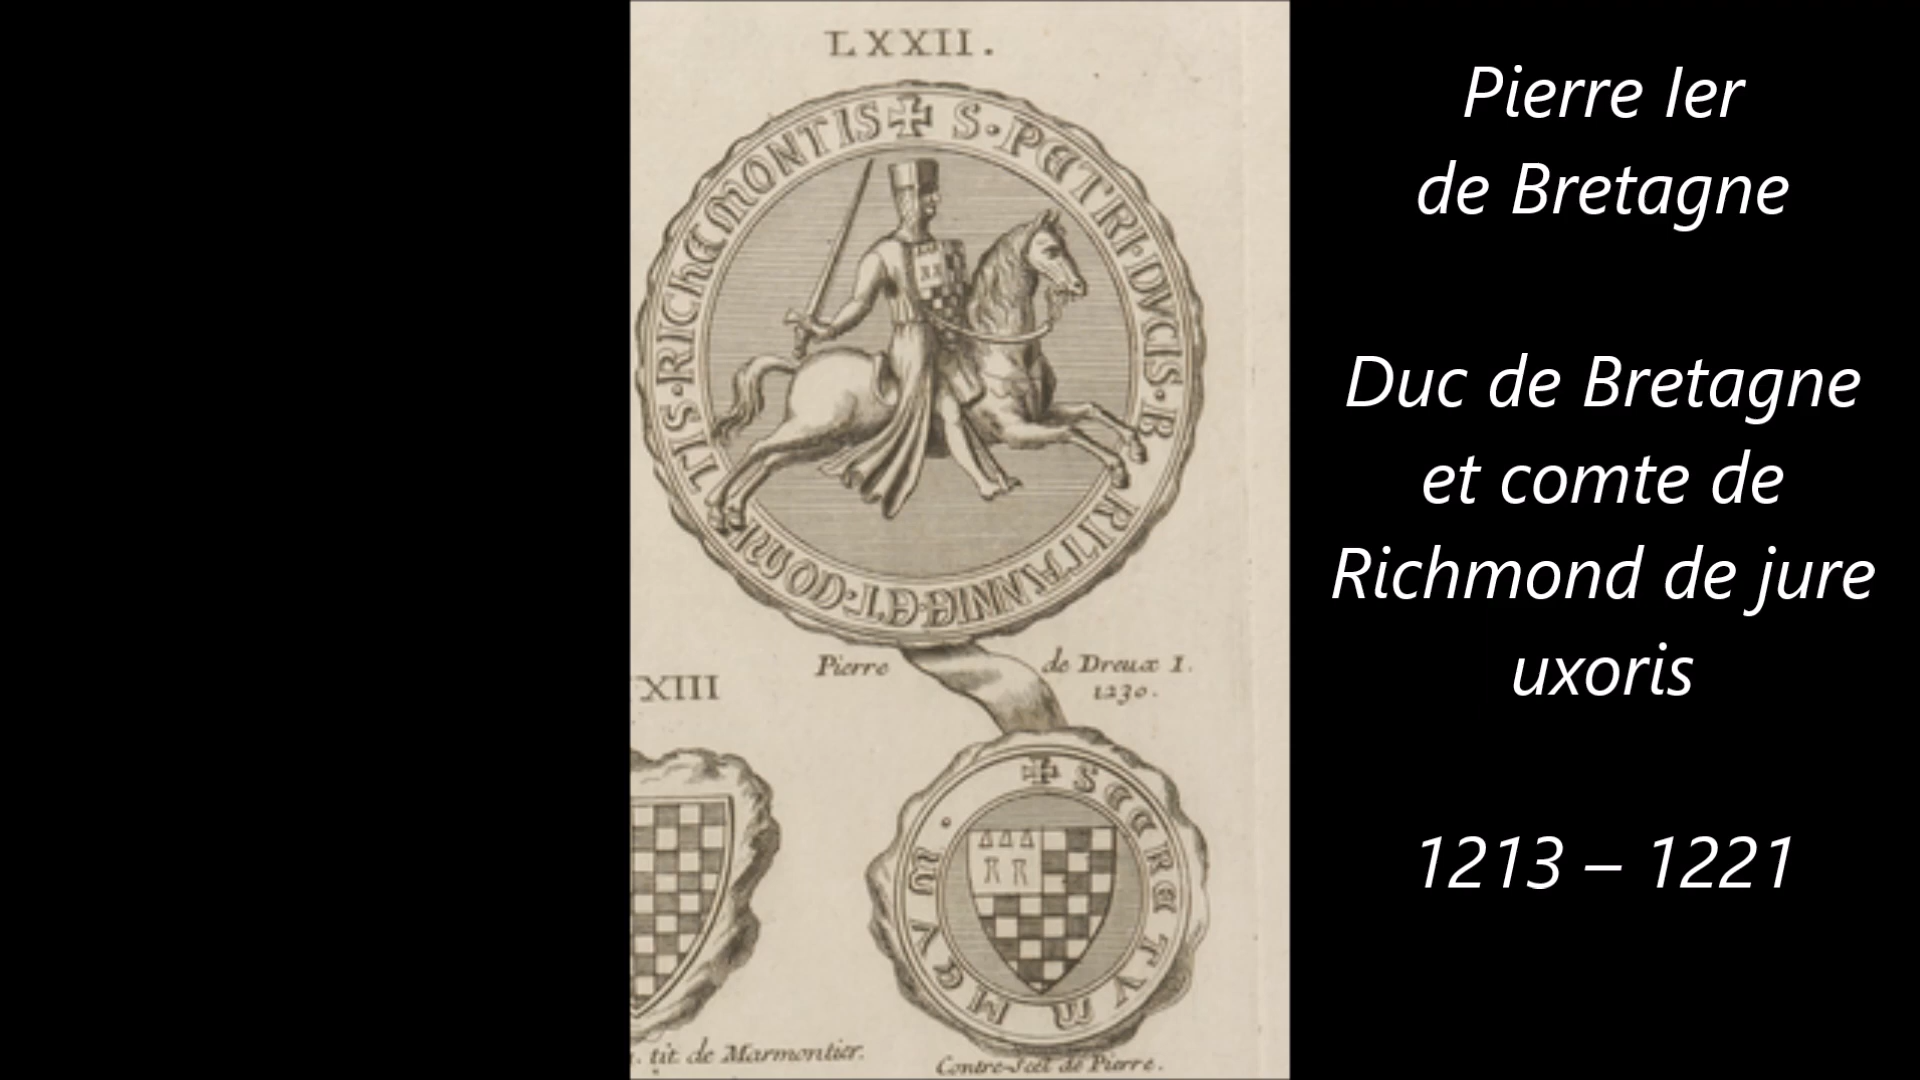 LXXII.
✠ S. PETRI. DVCIS. BRITTANNIE. ET. COMITIS. RICHEMONTIS
Pierre de Dreux I.
1230.
XIII
✠ SECRETVM MEVM .
tit de Marmontier.
Contre-Scel de Pierre.
Pierre Ier
de Bretagne
Duc de Bretagne
et comte de
Richmond de jure
uxoris
1213 – 1221